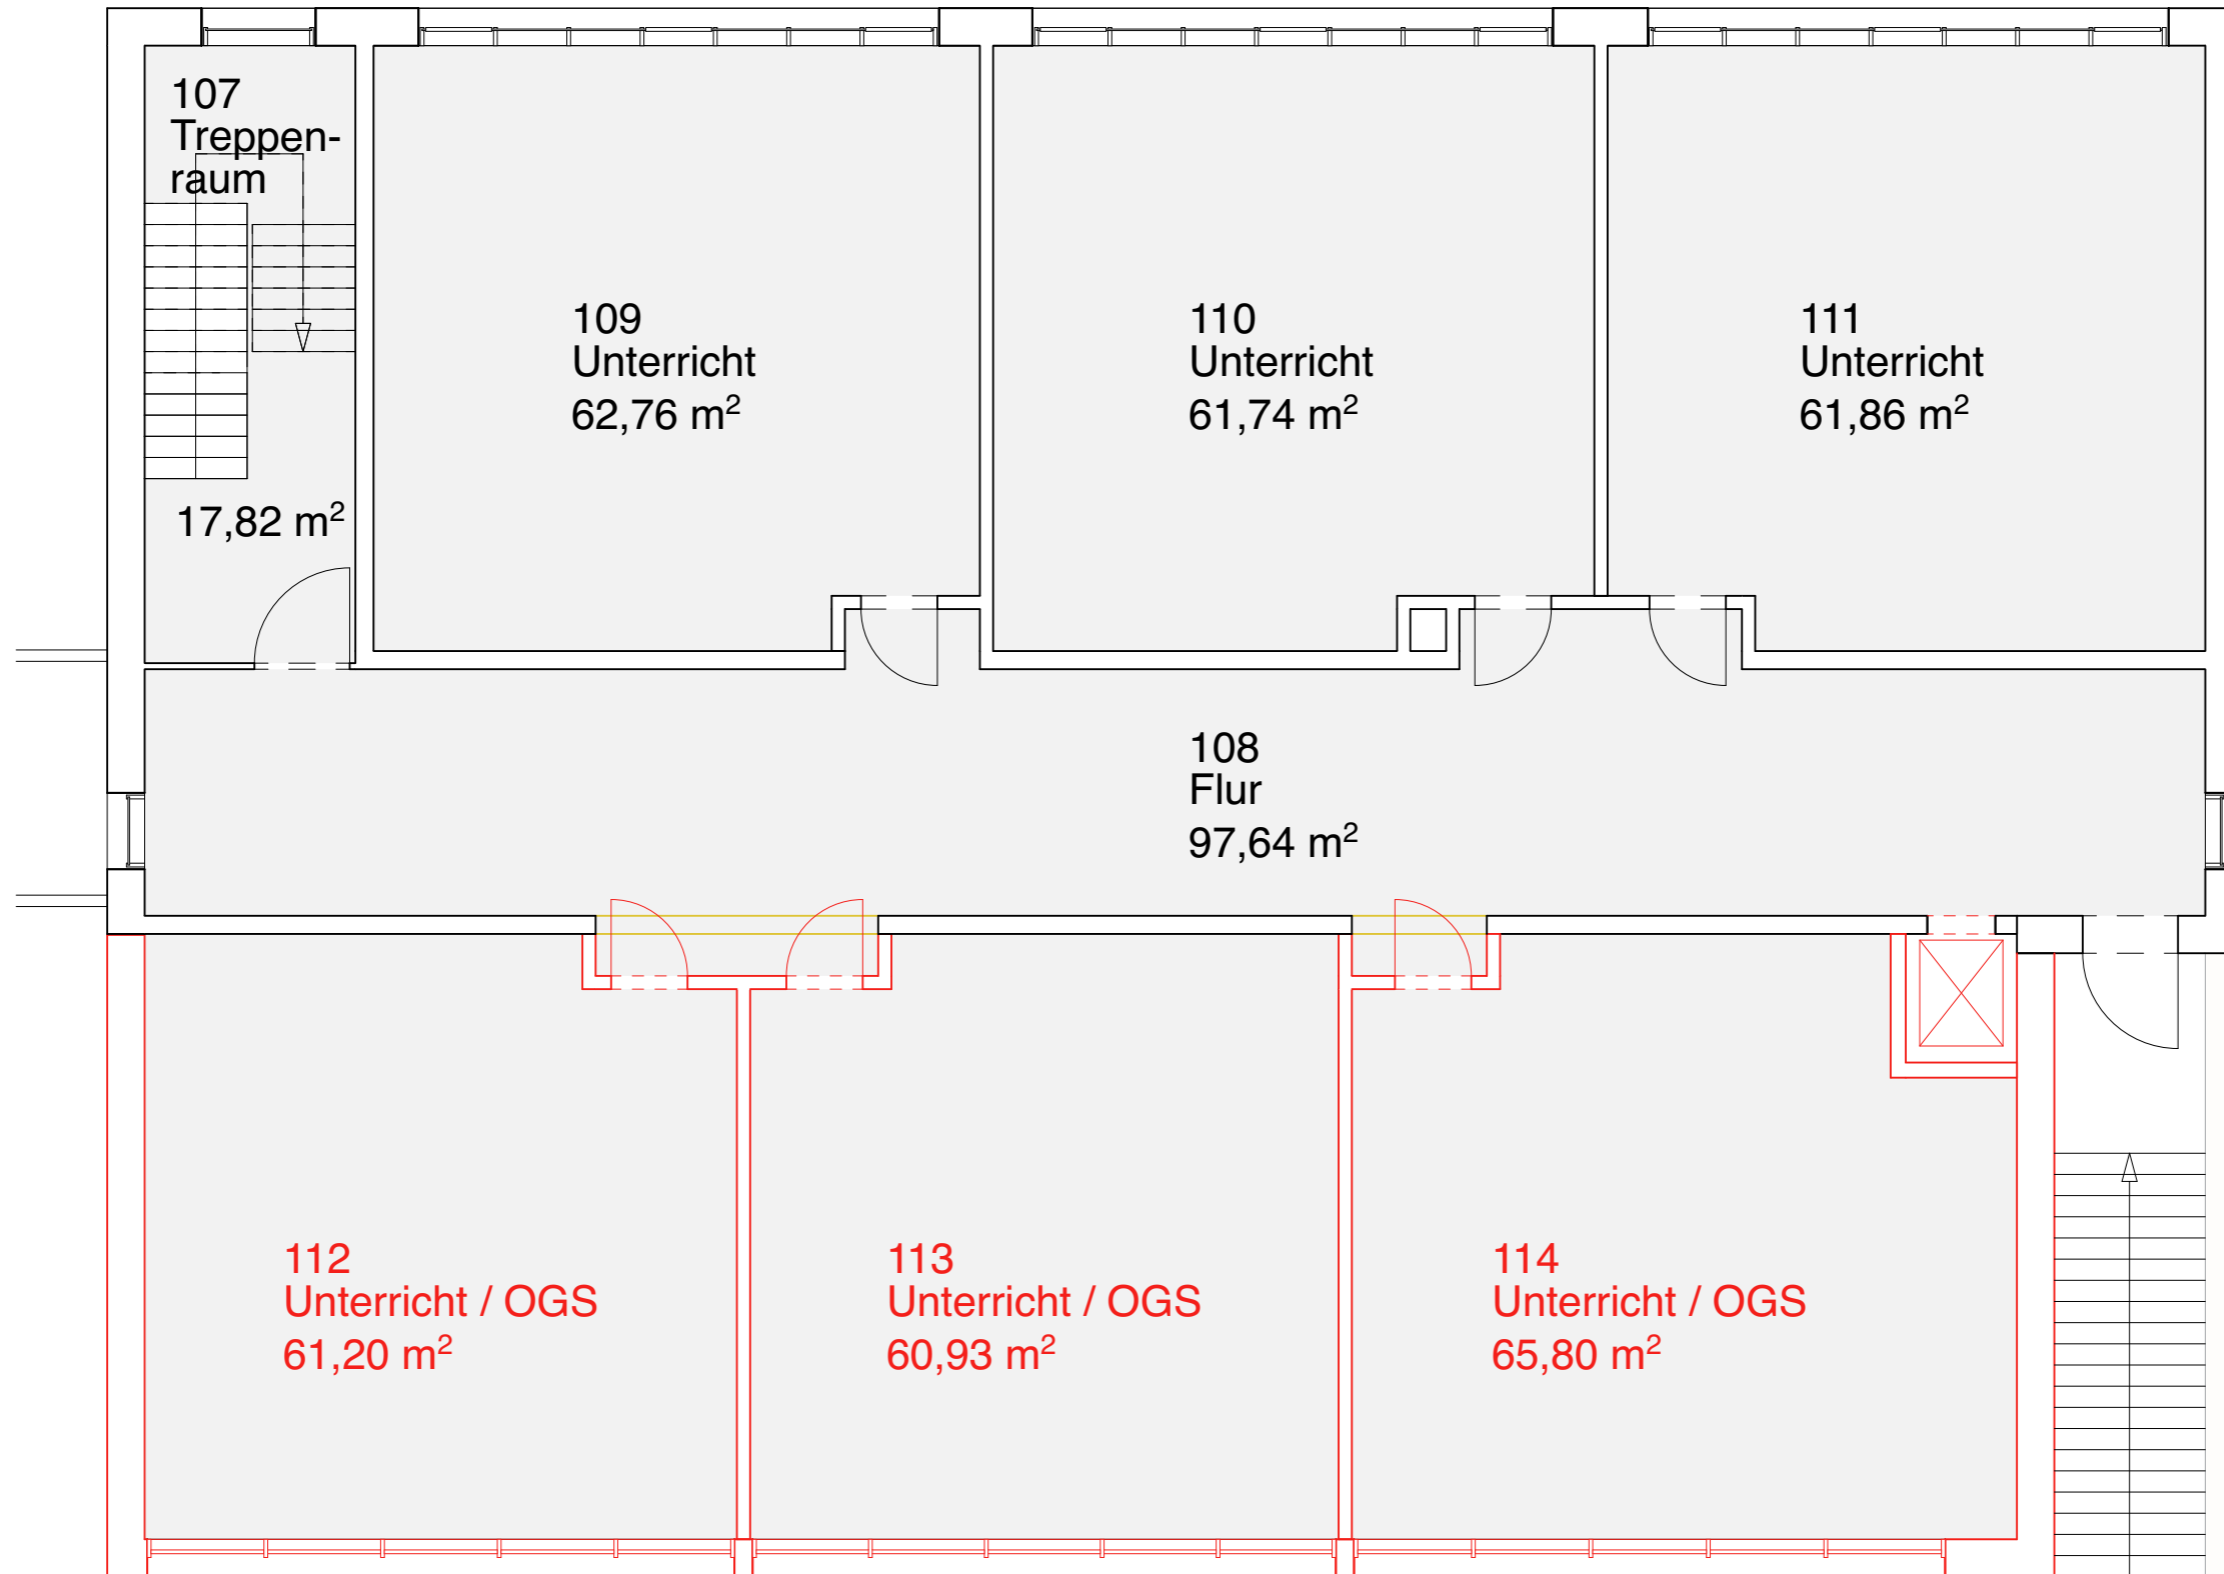 107
Treppen-
raum
17,82 m²
109
Unterricht
62,76 m²
110
Unterricht
61,74 m²
111
Unterricht
61,86 m²
108
Flur
97,64 m²
112
Unterricht / OGS
61,20 m²
113
Unterricht / OGS
60,93 m²
114
Unterricht / OGS
65,80 m²